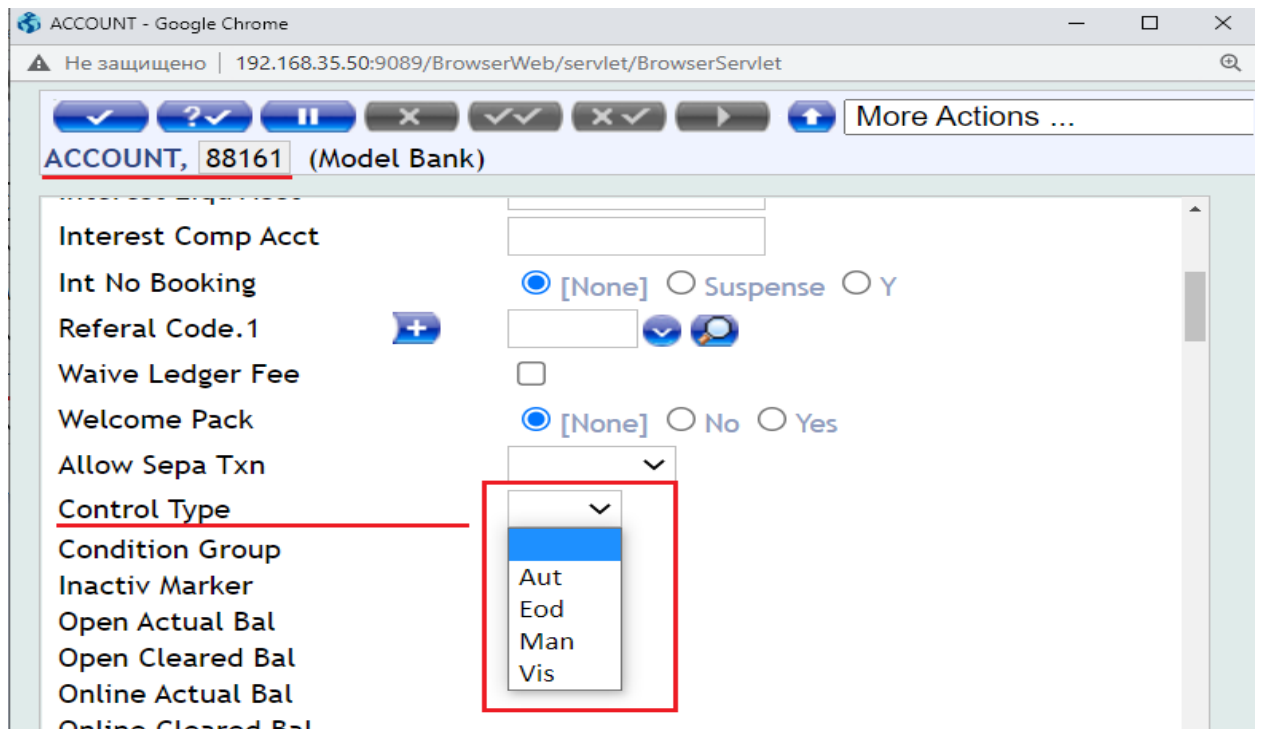 ACCOUNT - Google Chrome
Не защищено | 192.168.35.50:9089/BrowserWeb/servlet/BrowserServlet
More Actions ...
ACCOUNT, 88161 (Model Bank)
Interest Comp Acct
Int No Booking [None] Suspense Y
Referal Code.1
Waive Ledger Fee
Welcome Pack [None] No Yes
Allow Sepa Txn
Control Type
Condition Group
Inactiv Marker
Aut
Open Actual Bal
Eod
Open Cleared Bal
Man
Online Actual Bal
Vis
Online Cleared Bal